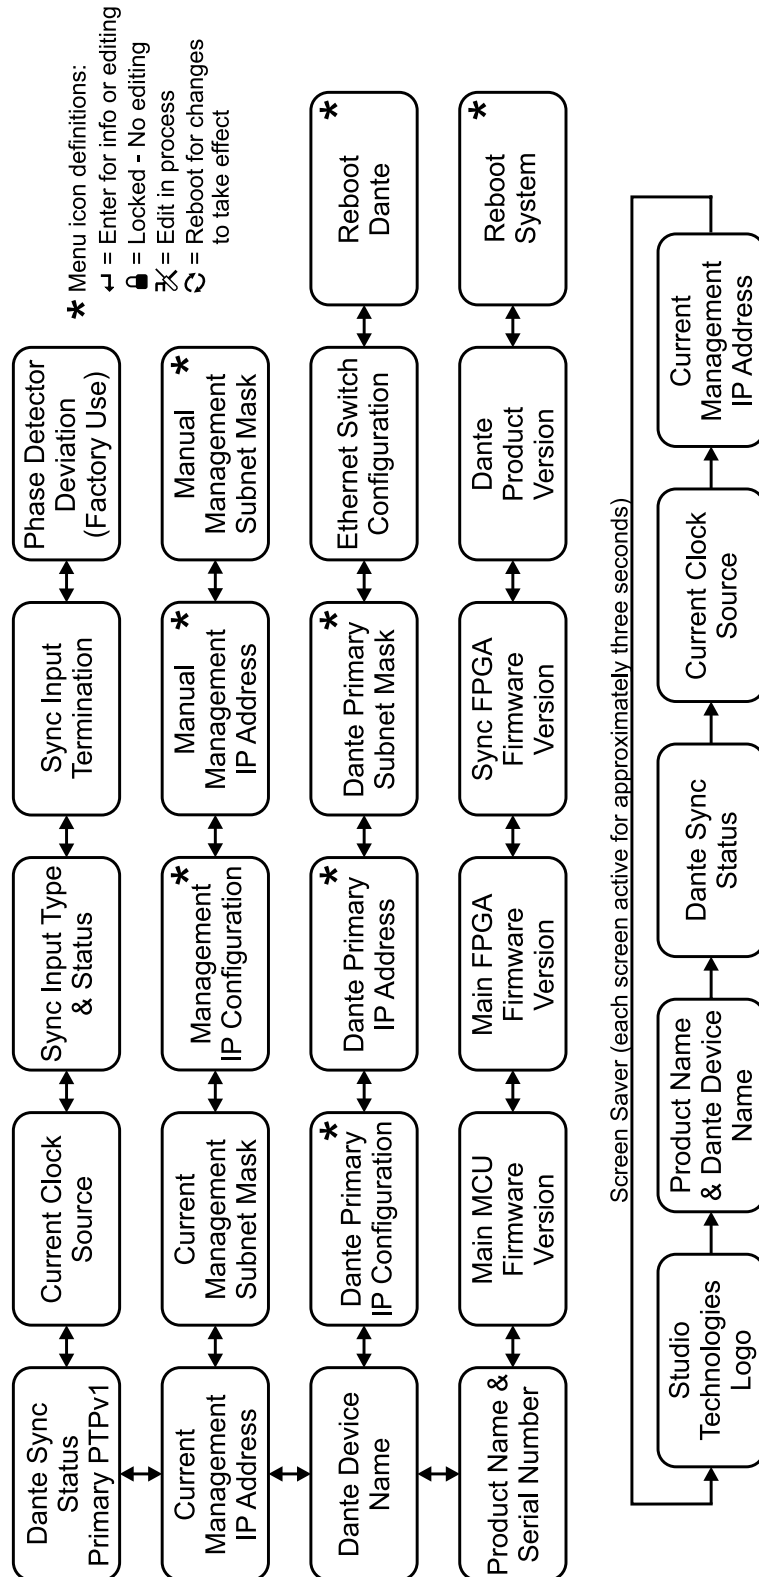 Dante Sync
Status
Primary PTPv1
Current Clock
Source
Sync Input Type
& Status
Sync Input
Termination
Phase Detector
Deviation
(Factory Use)
* Menu icon definitions:
↵ = Enter for info or editing
= Locked - No editing
= Edit in process
= Reboot for changes
to take effect
Current
Management
IP Address
Current
Management
Subnet Mask
*
Management
IP Configuration
*
Manual
Management
IP Address
*
Manual
Management
Subnet Mask
Dante Device
Name
*
Dante Primary
IP Configuration
*
Dante Primary
IP Address
*
Dante Primary
Subnet Mask
Ethernet Switch
Configuration
*
Reboot
Dante
Product Name &
Serial Number
Main MCU
Firmware
Version
Main FPGA
Firmware
Version
Sync FPGA
Firmware
Version
Dante
Product
Version
*
Reboot
System
Screen Saver (each screen active for approximately three seconds)
Studio
Technologies
Logo
Product Name
& Dante Device
Name
Dante Sync
Status
Current Clock
Source
Current
Management
IP Address